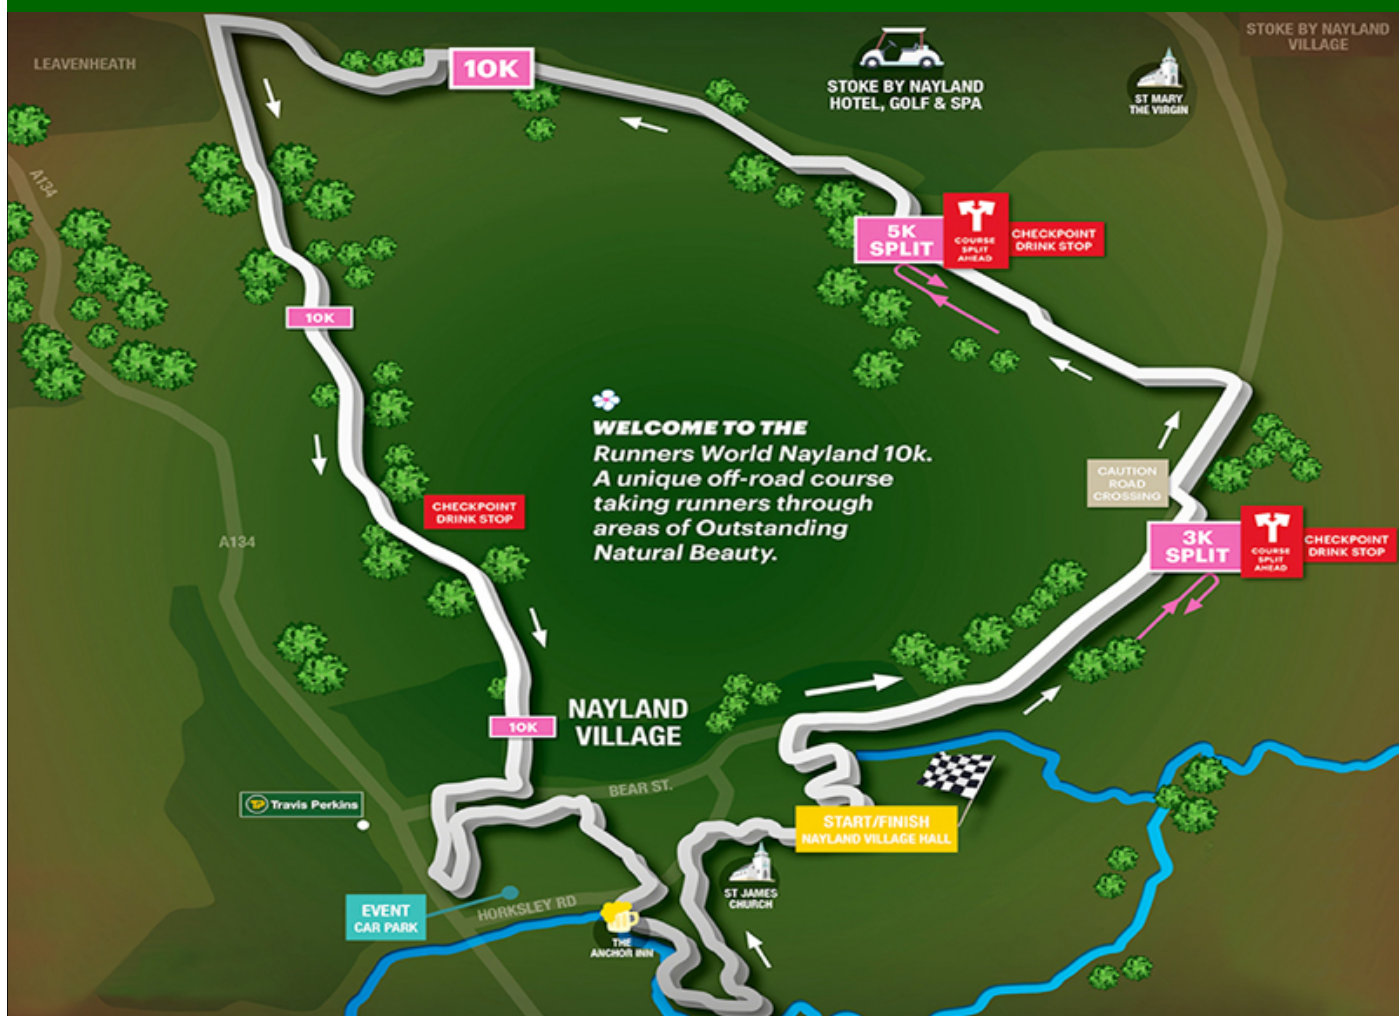 STOKE BY NAYLAND
VILLAGE
LEAVENHEATH
10K
STOKE BY NAYLAND
HOTEL, GOLF & SPA
ST MARY
THE VIRGIN
A134
5K
SPLIT
COURSE
SPLIT
AHEAD
CHECKPOINT
DRINK STOP
10K
WELCOME TO THE
Runners World Nayland 10k.
A unique off-road course
taking runners through
areas of Outstanding
Natural Beauty.
CAUTION
ROAD
CROSSING
CHECKPOINT
DRINK STOP
A134
3K
SPLIT
COURSE
SPLIT
AHEAD
CHECKPOINT
DRINK STOP
10K
NAYLAND
VILLAGE
BEAR ST.
TP Travis Perkins
START/FINISH
NAYLAND VILLAGE HALL
ST JAMES
CHURCH
EVENT
CAR PARK
HORKSLEY RD
THE
ANCHOR INN